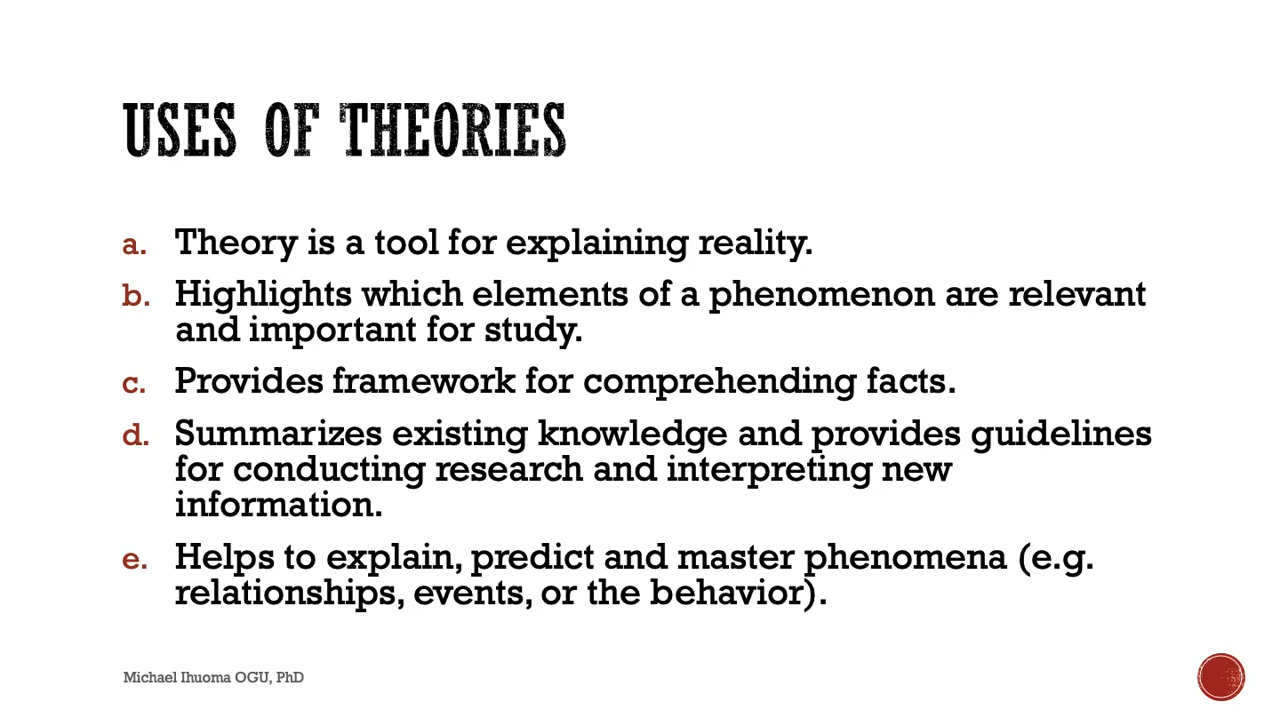 USES OF THEORIES
a. Theory is a tool for explaining reality.
b. Highlights which elements of a phenomenon are relevant
and important for study.
c. Provides framework for comprehending facts.
d. Summarizes existing knowledge and provides guidelines
for conducting research and interpreting new
information.
e. Helps to explain, predict and master phenomena (e.g.
relationships, events, or the behavior).
Michael Ihuoma OGU, PhD